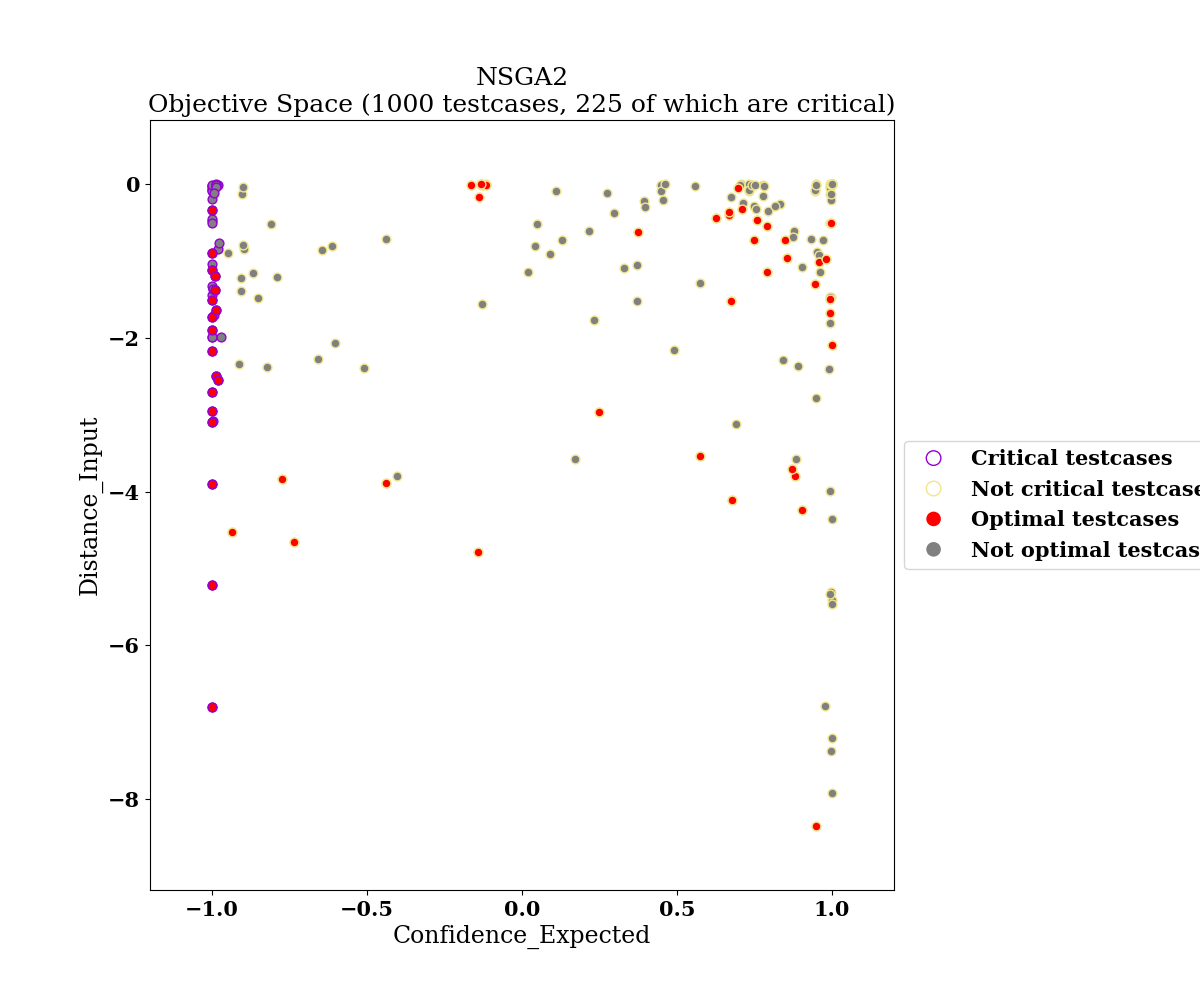 NSGA2
Objective Space (1000 testcases, 225 of which are critical)
0
−2
−4
−6
−8
Distance_Input
−1.0
−0.5
0.0
0.5
1.0
Confidence_Expected
Critical testcases
Not critical testcase
Optimal testcases
Not optimal testcas